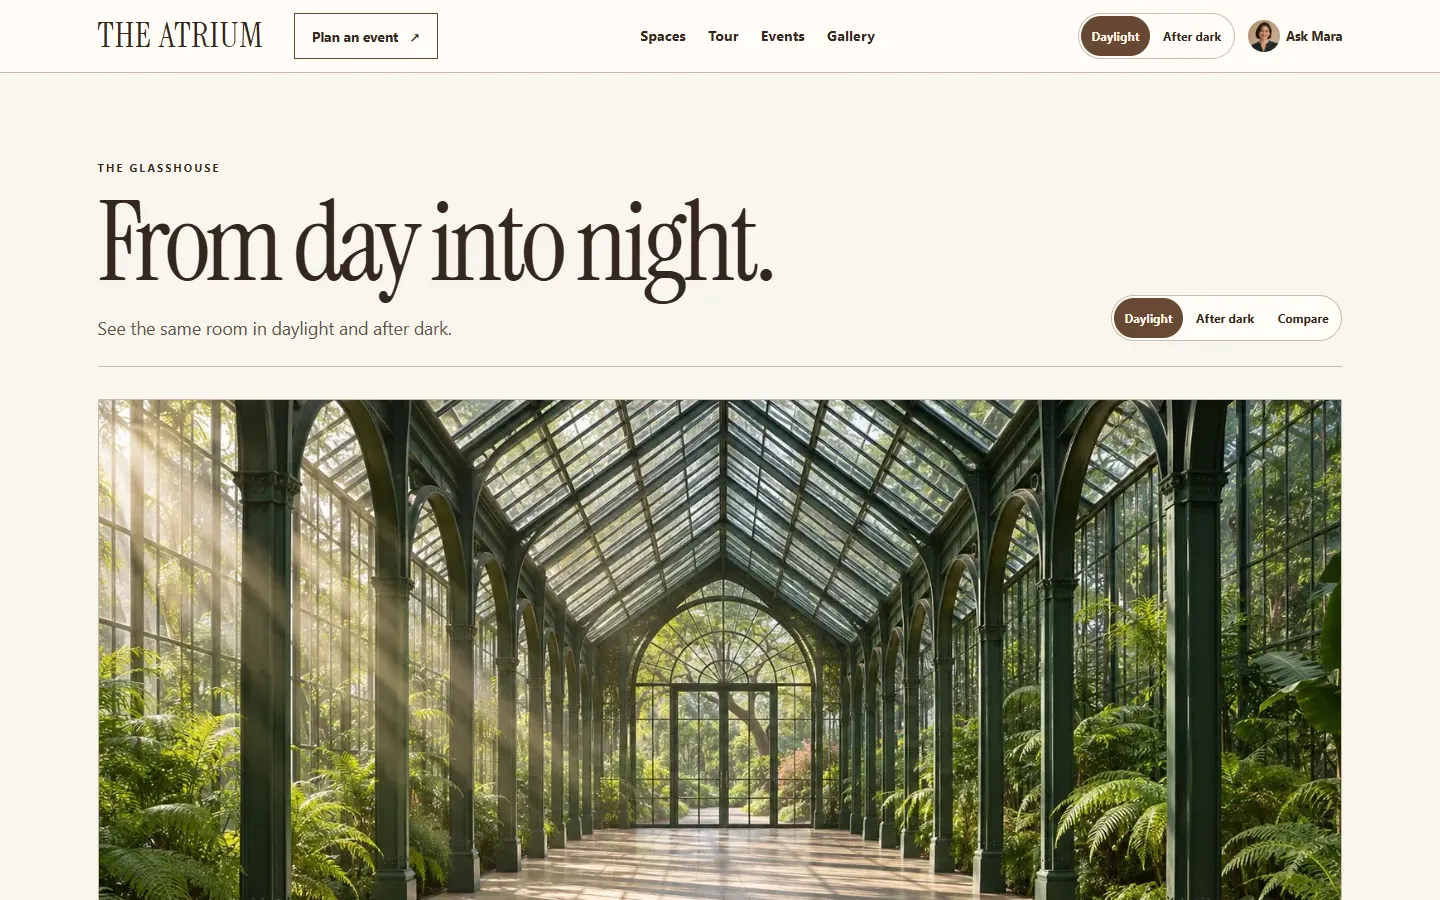 THE ATRIUM
Plan an event ↗
Spaces Tour Events Gallery
Daylight After dark
Ask Mara
THE GLASSHOUSE
From day into night.
See the same room in daylight and after dark.
Daylight After dark Compare